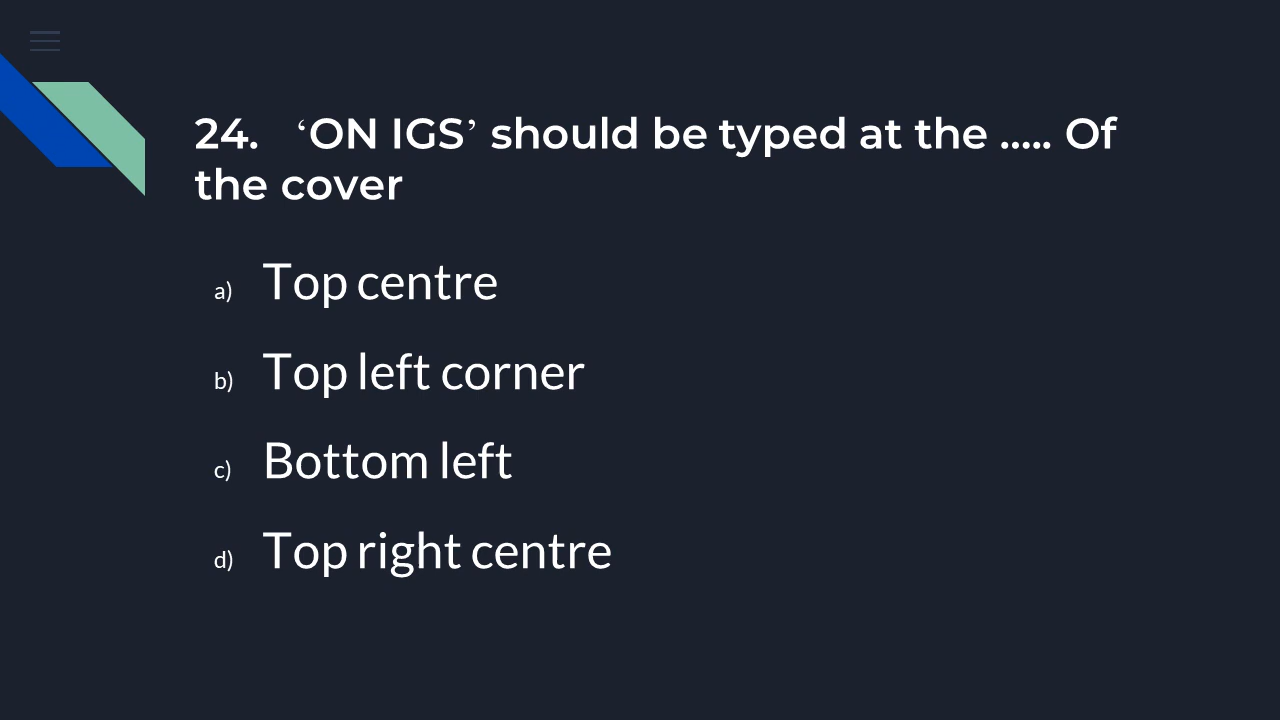 24. ‘ON IGS’ should be typed at the ..... Of
the cover
a) Top centre
b) Top left corner
c) Bottom left
d) Top right centre